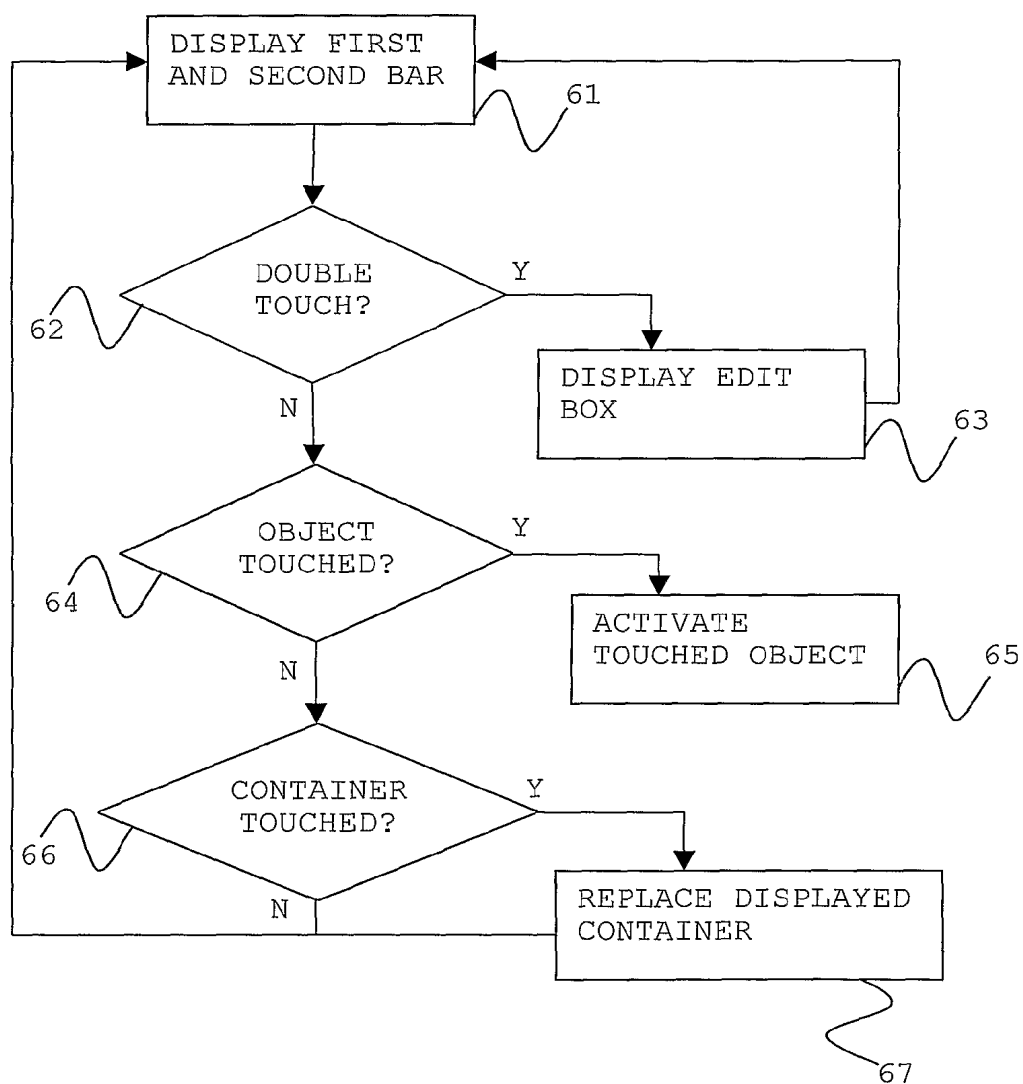 DISPLAY FIRST
AND SECOND BAR
61
DOUBLE
TOUCH?
Y
62
N
DISPLAY EDIT
BOX
63
OBJECT
TOUCHED?
Y
64
N
ACTIVATE
TOUCHED OBJECT
65
CONTAINER
TOUCHED?
Y
66
N
REPLACE DISPLAYED
CONTAINER
67